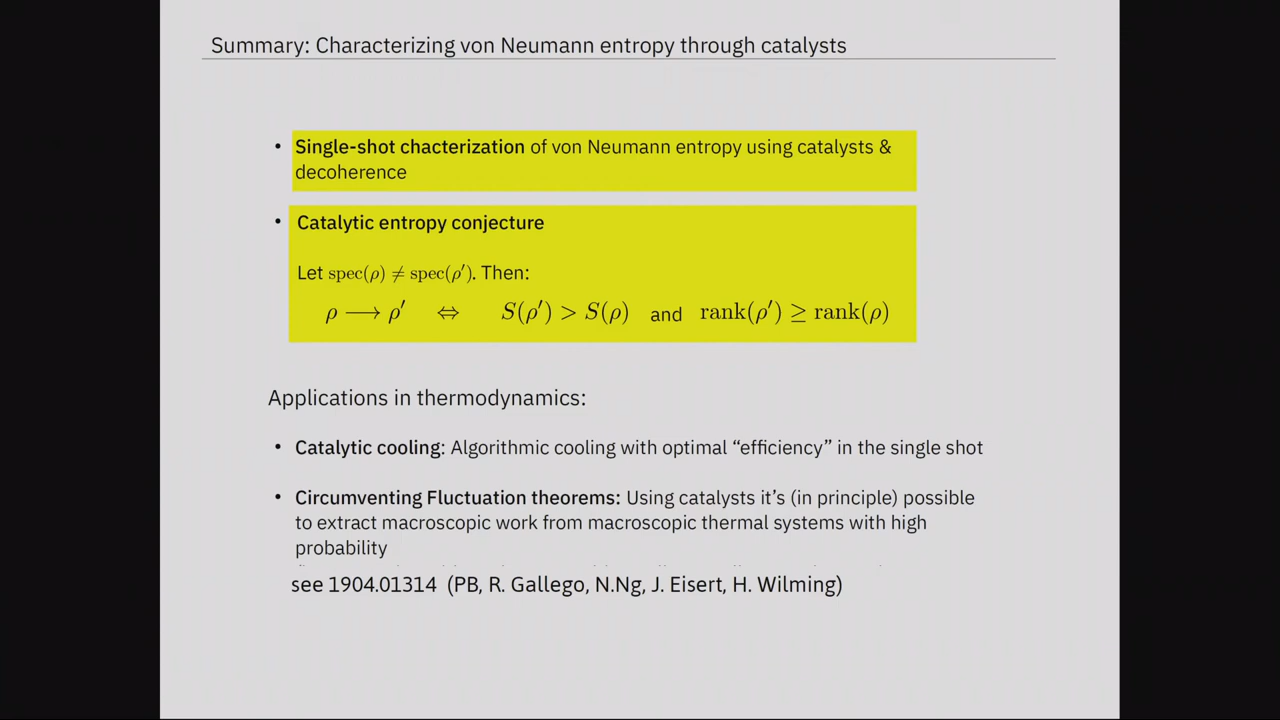 Summary: Characterizing von Neumann entropy through catalysts
• Single-shot chacterization of von Neumann entropy using catalysts &
decoherence
• Catalytic entropy conjecture
Let spec(ρ) ≠ spec(ρ′). Then:
ρ ⟶ ρ′ ⇔ S(ρ′) > S(ρ) and rank(ρ′) ≥ rank(ρ)
Applications in thermodynamics:
• Catalytic cooling: Algorithmic cooling with optimal “efficiency” in the single shot
• Circumventing Fluctuation theorems: Using catalysts it’s (in principle) possible
to extract macroscopic work from macroscopic thermal systems with high
probability
see 1904.01314 (PB, R. Gallego, N.Ng, J. Eisert, H. Wilming)